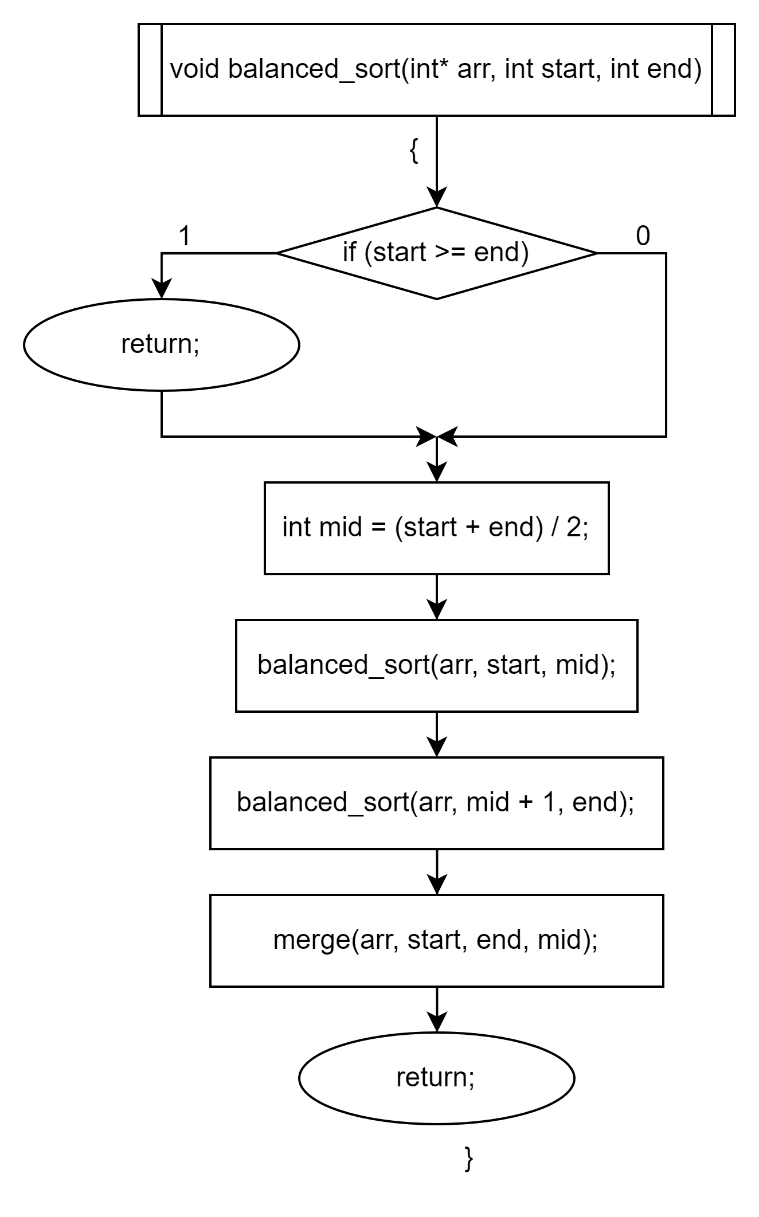 void balanced_sort(int* arr, int start, int end)
{
if (start >= end)
1
0
return;
int mid = (start + end) / 2;
balanced_sort(arr, start, mid);
balanced_sort(arr, mid + 1, end);
merge(arr, start, end, mid);
return;
}